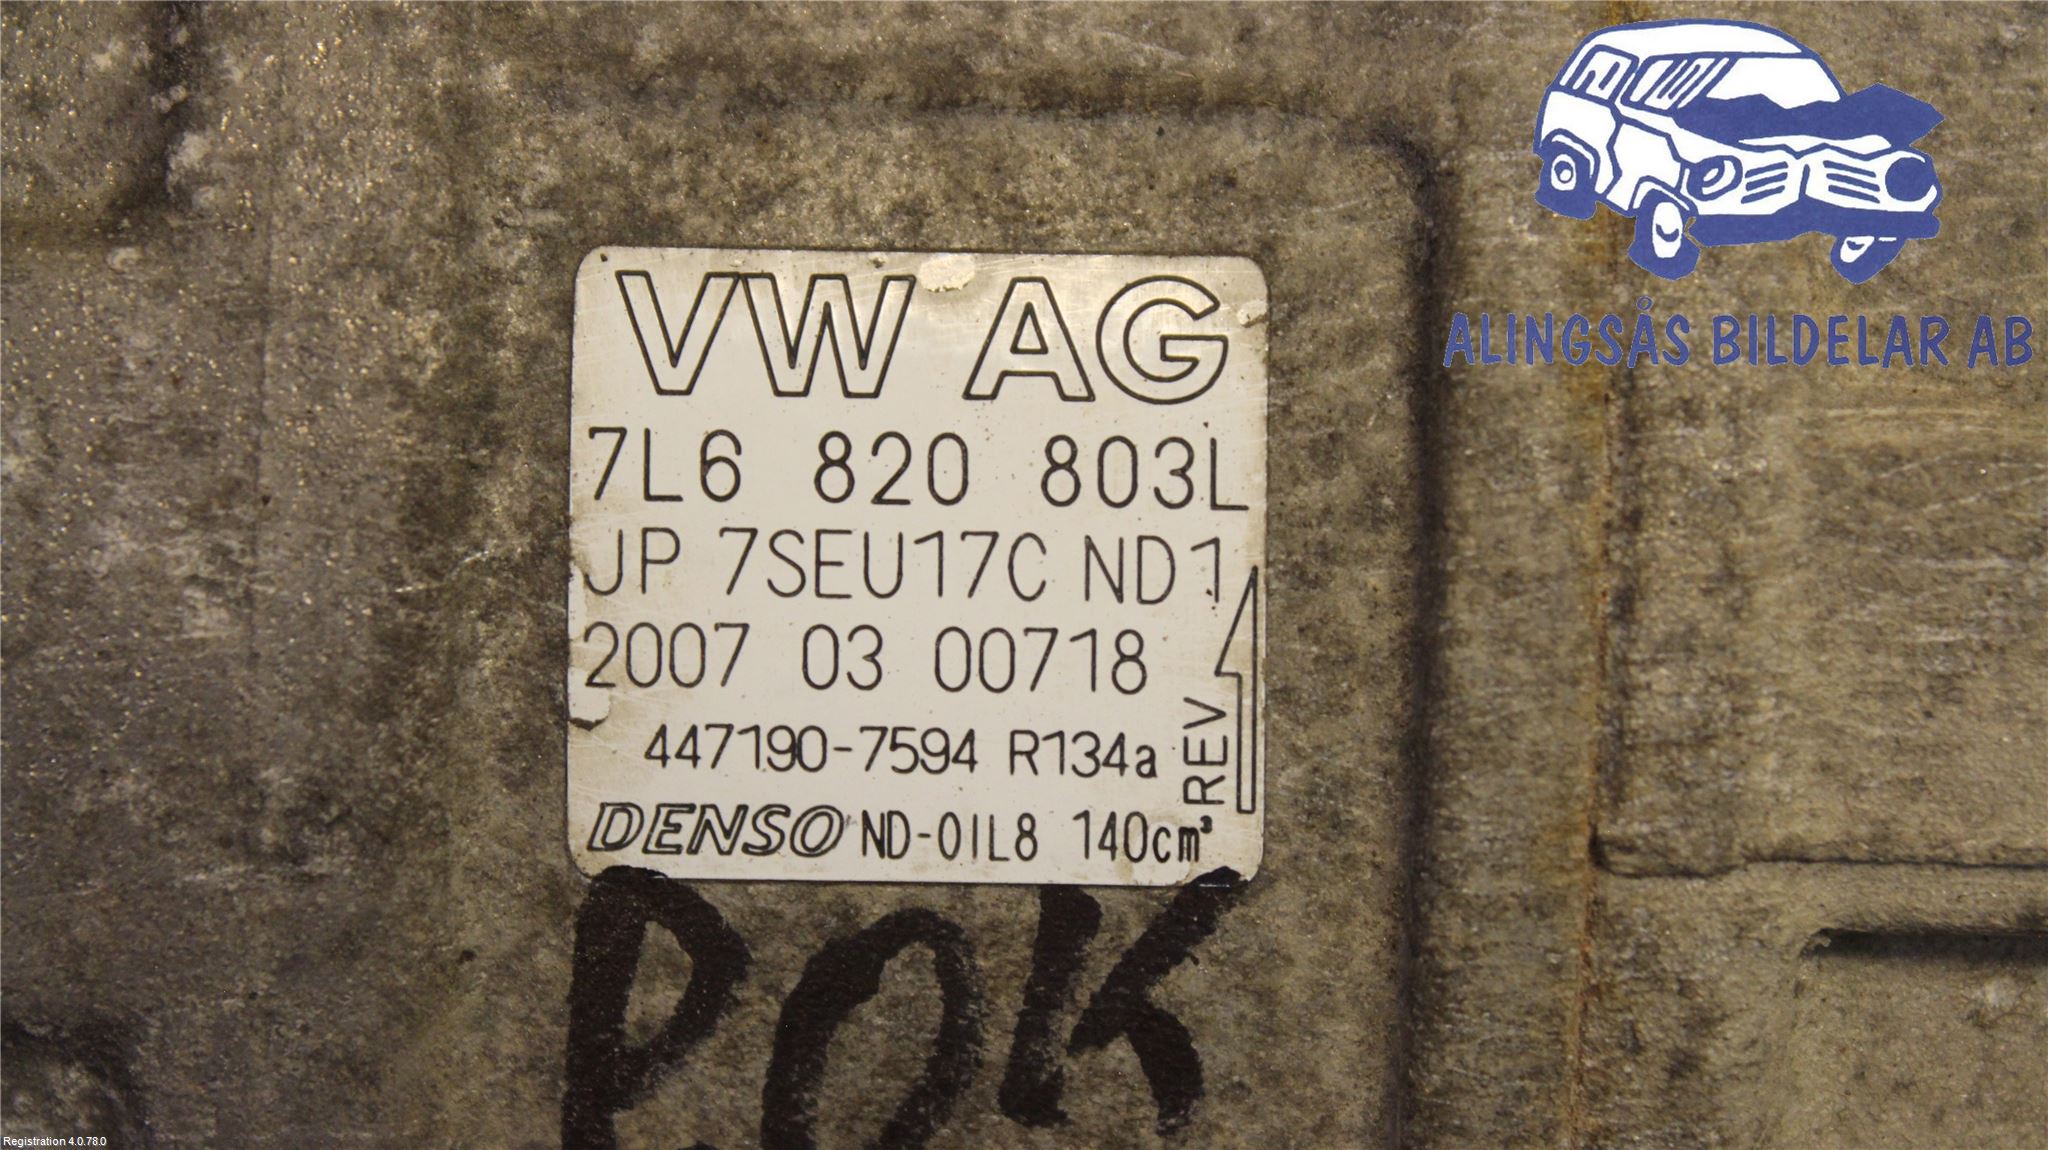 VW AG
7L6 820 803L
JP 7SEU17C ND1
2007 03 00718
447190-7594 R134a
REV
DENSO ND-OIL8 140cm³
ALINGSÅS BILDELAR AB
Registration 4.0.78.0